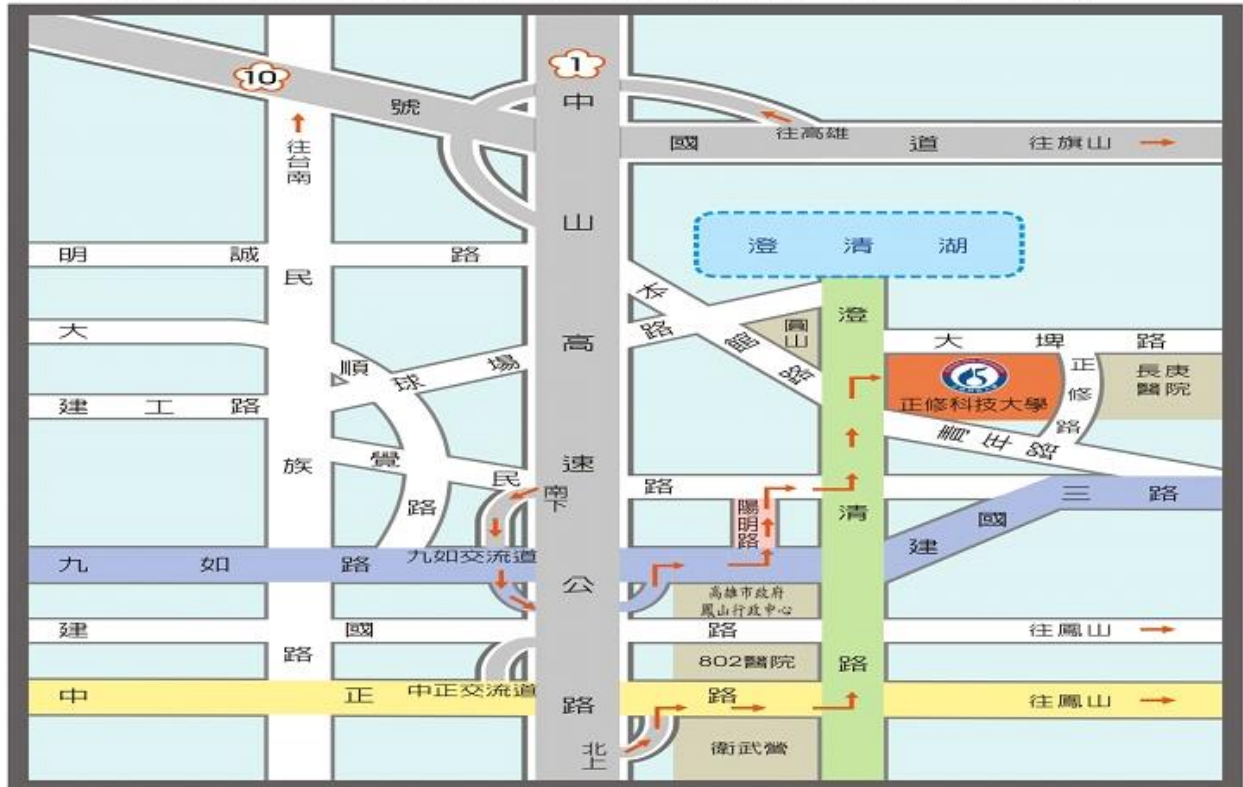 10
1
號
中山高速公路
往高雄
國道
往旗山
往台南
澄清湖
明誠路
民族路
本館路
大順路
球場路
圓山
澄清路
大埤路
正修科技大學
正修路
長庚
醫院
建工路
覺民路
南下
陽明路
建國三路
九如路
九如交流道
高雄市政府
鳳山行政中心
建國路
往鳳山
802醫院
中正路
中正交流道
往鳳山
北上
衛武營